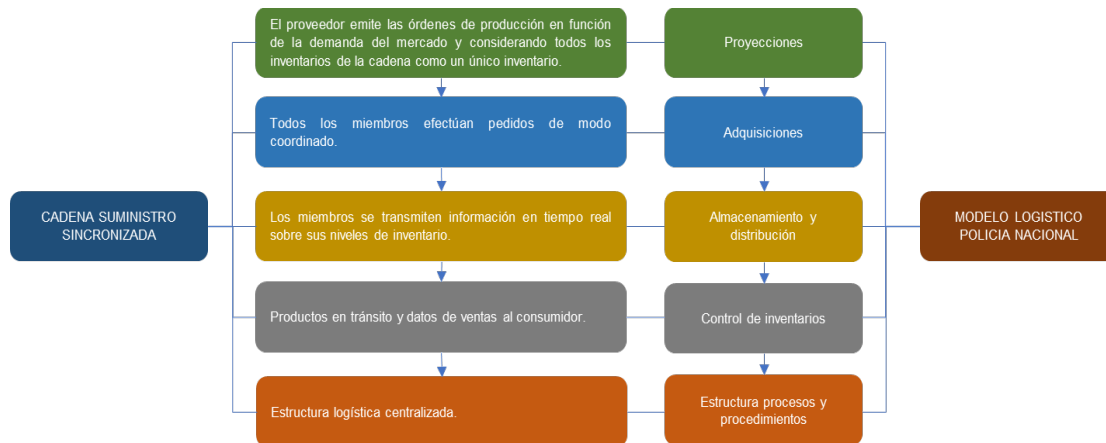 El proveedor emite las órdenes de producción en función
de la demanda del mercado y considerando todos los
inventarios de la cadena como un único inventario.
Proyecciones
Todos los miembros efectúan pedidos de modo
coordinado.
Adquisiciones
CADENA SUMINISTRO
SINCRONIZADA
Los miembros se transmiten información en tiempo real
sobre sus niveles de inventario.
Almacenamiento y
distribución
MODELO LOGISTICO
POLICIA NACIONAL
Productos en tránsito y datos de ventas al consumidor.
Control de inventarios
Estructura logística centralizada.
Estructura procesos y
procedimientos